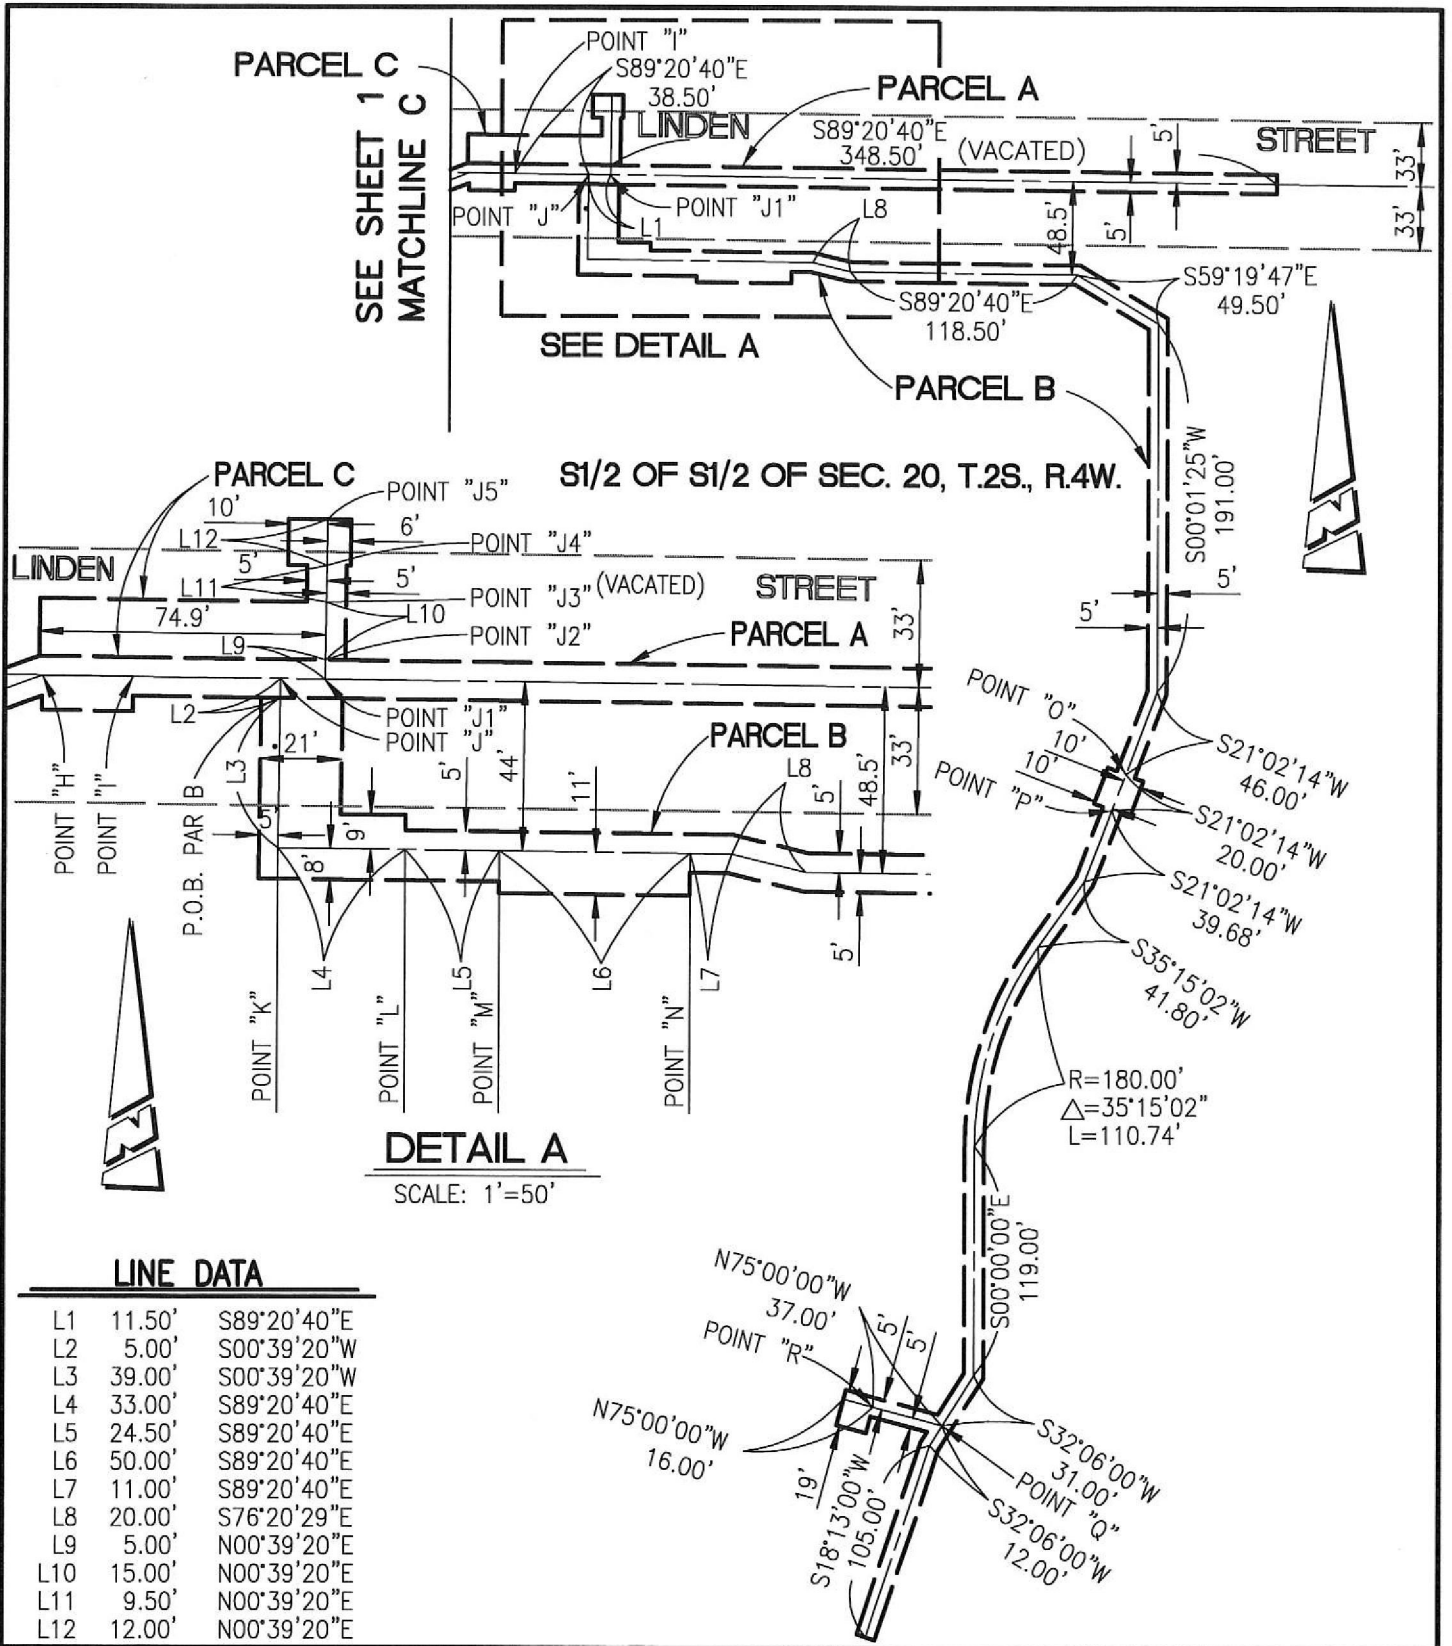 POINT "I"
S89°20'40"E
38.50'
PARCEL C
SEE SHEET 1
MATCHLINE C
PARCEL A
LINDEN
S89°20'40"E
348.50'
(VACATED)
STREET
5'
33'
33'
POINT "J"
POINT "J1"
L1
L8
48.5'
5'
S89°20'40"E
118.50'
S59°19'47"E
49.50'
SEE DETAIL A
PARCEL B
S00°01'25"W
191.00'
S1/2 OF S1/2 OF SEC. 20, T.2S., R.4W.
N
PARCEL C
POINT "J5"
10'
6'
L12
POINT "J4"
LINDEN
5'
5'
L11
(VACATED)
STREET
POINT "J3"
L10
74.9'
L9
POINT "J2"
PARCEL A
33'
L2
POINT "J1"
POINT "J"
21'
PARCEL B
L3
5'
44'
11'
L8
5'
48.5'
33'
POINT "H"
POINT "I"
P.O.B. PAR B
5'
8'
9'
5'
L4
L5
L6
L7
POINT "K"
POINT "L"
POINT "M"
POINT "N"
N
DETAIL A
SCALE: 1'=50'
5'
5'
POINT "O"
10'
10'
POINT "P"
S21°02'14"W
46.00'
S21°02'14"W
20.00'
S21°02'14"W
39.68'
S35°15'02"W
41.80'
R=180.00'
△=35°15'02"
L=110.74'
S00°00'00"E
119.00'
N75°00'00"W
37.00'
POINT "R"
5'
5'
N75°00'00"W
16.00'
19'
S18°13'00"W
105.00'
S32°06'00"W
31.00'
POINT "Q"
S32°06'00"W
12.00'
LINE DATA
L1 11.50' S89°20'40"E
L2 5.00' S00°39'20"W
L3 39.00' S00°39'20"W
L4 33.00' S89°20'40"E
L5 24.50' S89°20'40"E
L6 50.00' S89°20'40"E
L7 11.00' S89°20'40"E
L8 20.00' S76°20'29"E
L9 5.00' N00°39'20"E
L10 15.00' N00°39'20"E
L11 9.50' N00°39'20"E
L12 12.00' N00°39'20"E